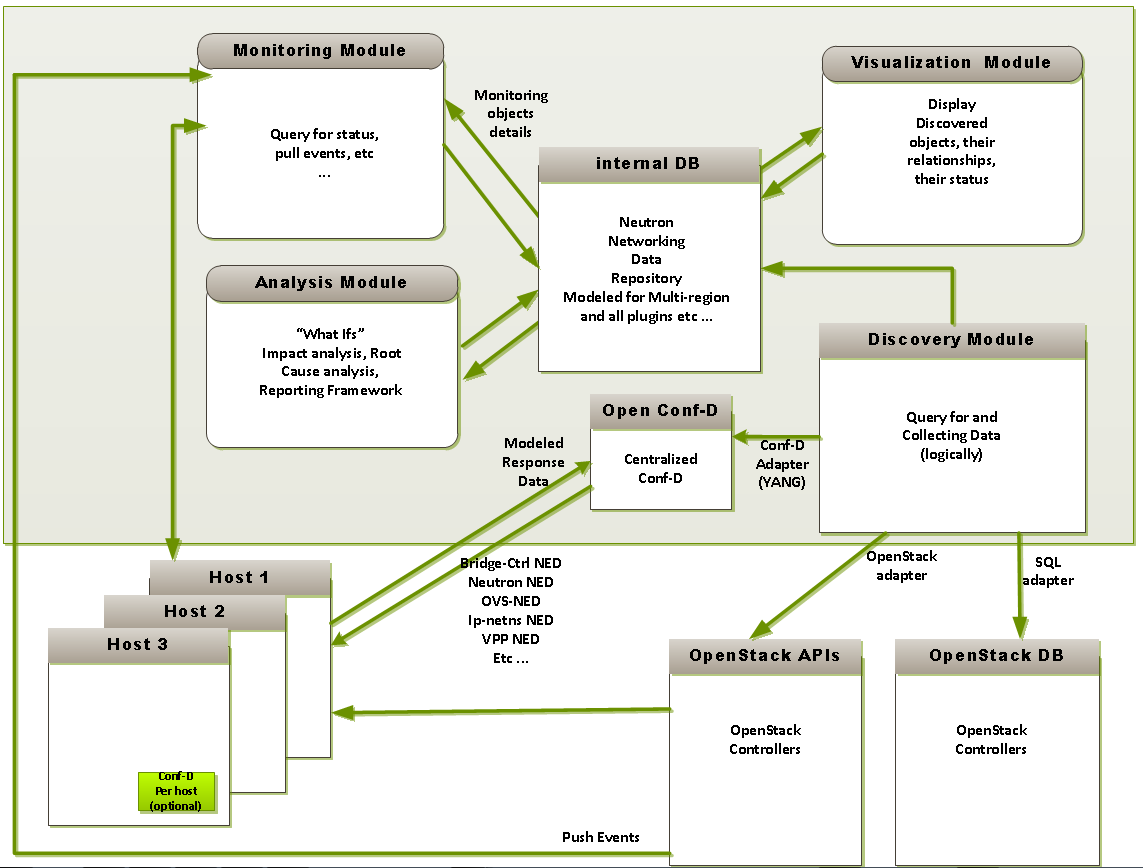 Monitoring Module
Query for status,
pull events, etc
...
Monitoring
objects
details
internal DB
Neutron
Networking
Data
Repository
Modeled for Multi-region
and all plugins etc ...
Visualization Module
Display
Discovered
objects, their
relationships,
their status
Analysis Module
“What Ifs”
Impact analysis, Root
Cause analysis,
Reporting Framework
Discovery Module
Query for and
Collecting Data
(logically)
Open Conf-D
Centralized
Conf-D
Conf-D
Adapter
(YANG)
Modeled
Response
Data
Bridge-Ctrl NED
Neutron NED
OVS-NED
Ip-netns NED
VPP NED
Etc ...
OpenStack
adapter
SQL
adapter
Host 1
Host 2
Host 3
Conf-D
Per host
(optional)
OpenStack APIs
OpenStack
Controllers
OpenStack DB
OpenStack
Controllers
Push Events